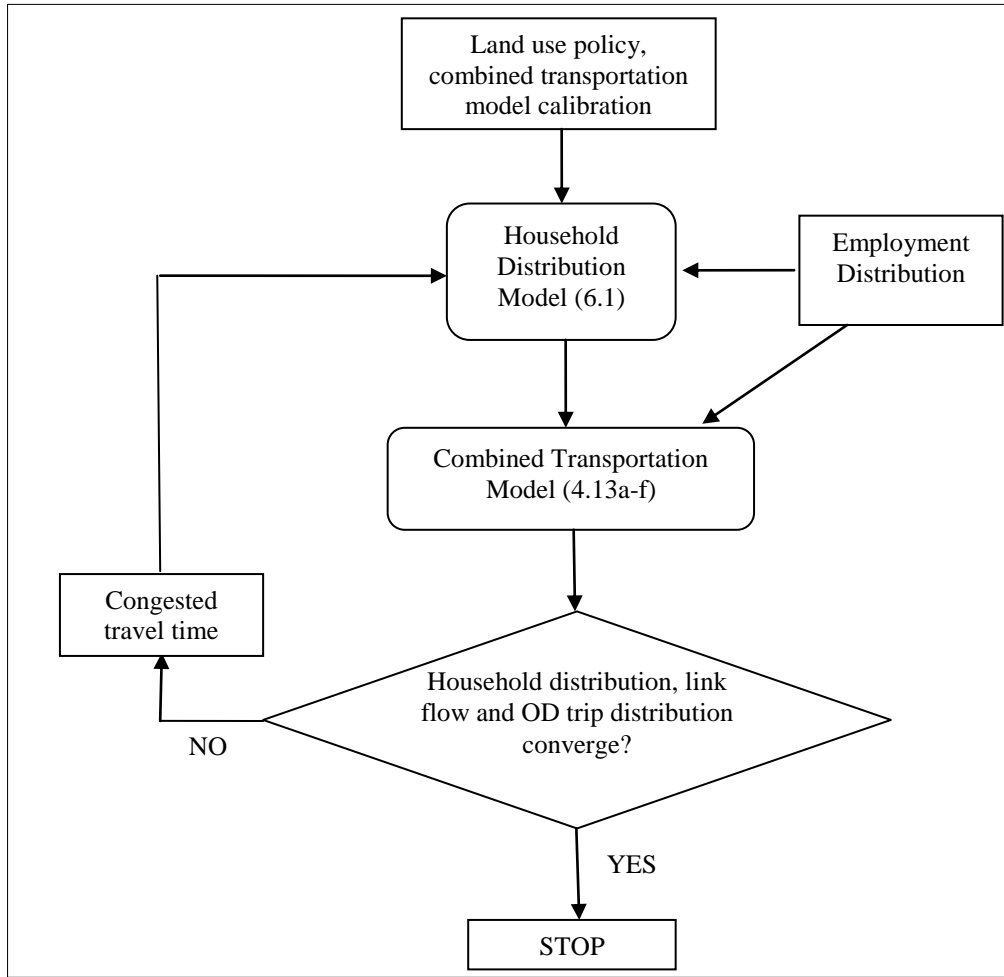 Land use policy,
combined transportation
model calibration
Household
Distribution
Model (6.1)
Employment
Distribution
Combined Transportation
Model (4.13a-f)
Congested
travel time
Household distribution, link
flow and OD trip distribution
converge?
NO
YES
STOP